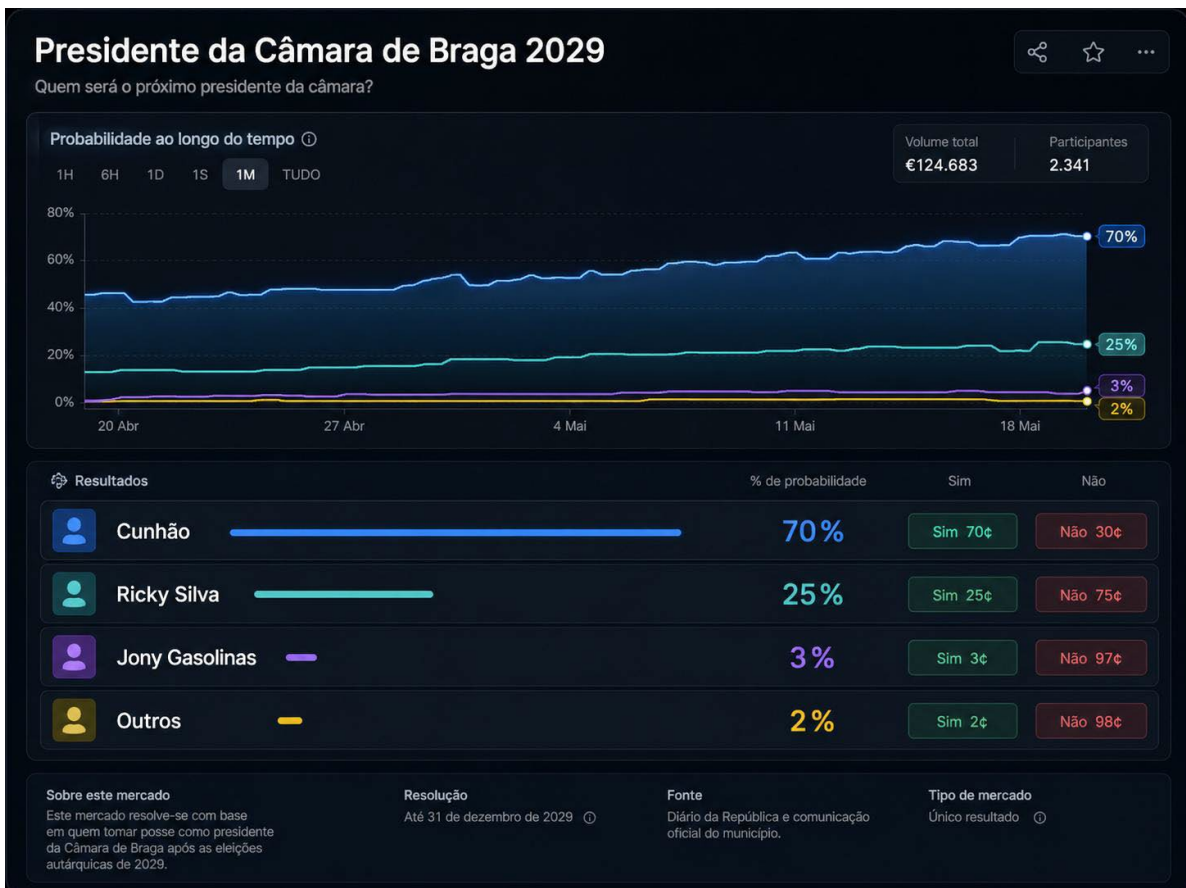 Presidente da Câmara de Braga 2029
Quem será o próximo presidente da câmara?
Probabilidade ao longo do tempo
1H 6H 1D 1S 1M TUDO
Volume total
€124.683
Participantes
2.341
80%
60%
40%
20%
0%
70%
25%
3%
2%
20 Abr 27 Abr 4 Mai 11 Mai 18 Mai
Resultados % de probabilidade Sim Não
Cunhão 70% Sim 70¢ Não 30¢
Ricky Silva 25% Sim 25¢ Não 75¢
Jony Gasolinas 3% Sim 3¢ Não 97¢
Outros 2% Sim 2¢ Não 98¢
Sobre este mercado
Este mercado resolve-se com base
em quem tomar posse como presidente
da Câmara de Braga após as eleições
autárquicas de 2029.
Resolução
Até 31 de dezembro de 2029
Fonte
Diário da República e comunicação
oficial do município.
Tipo de mercado
Único resultado